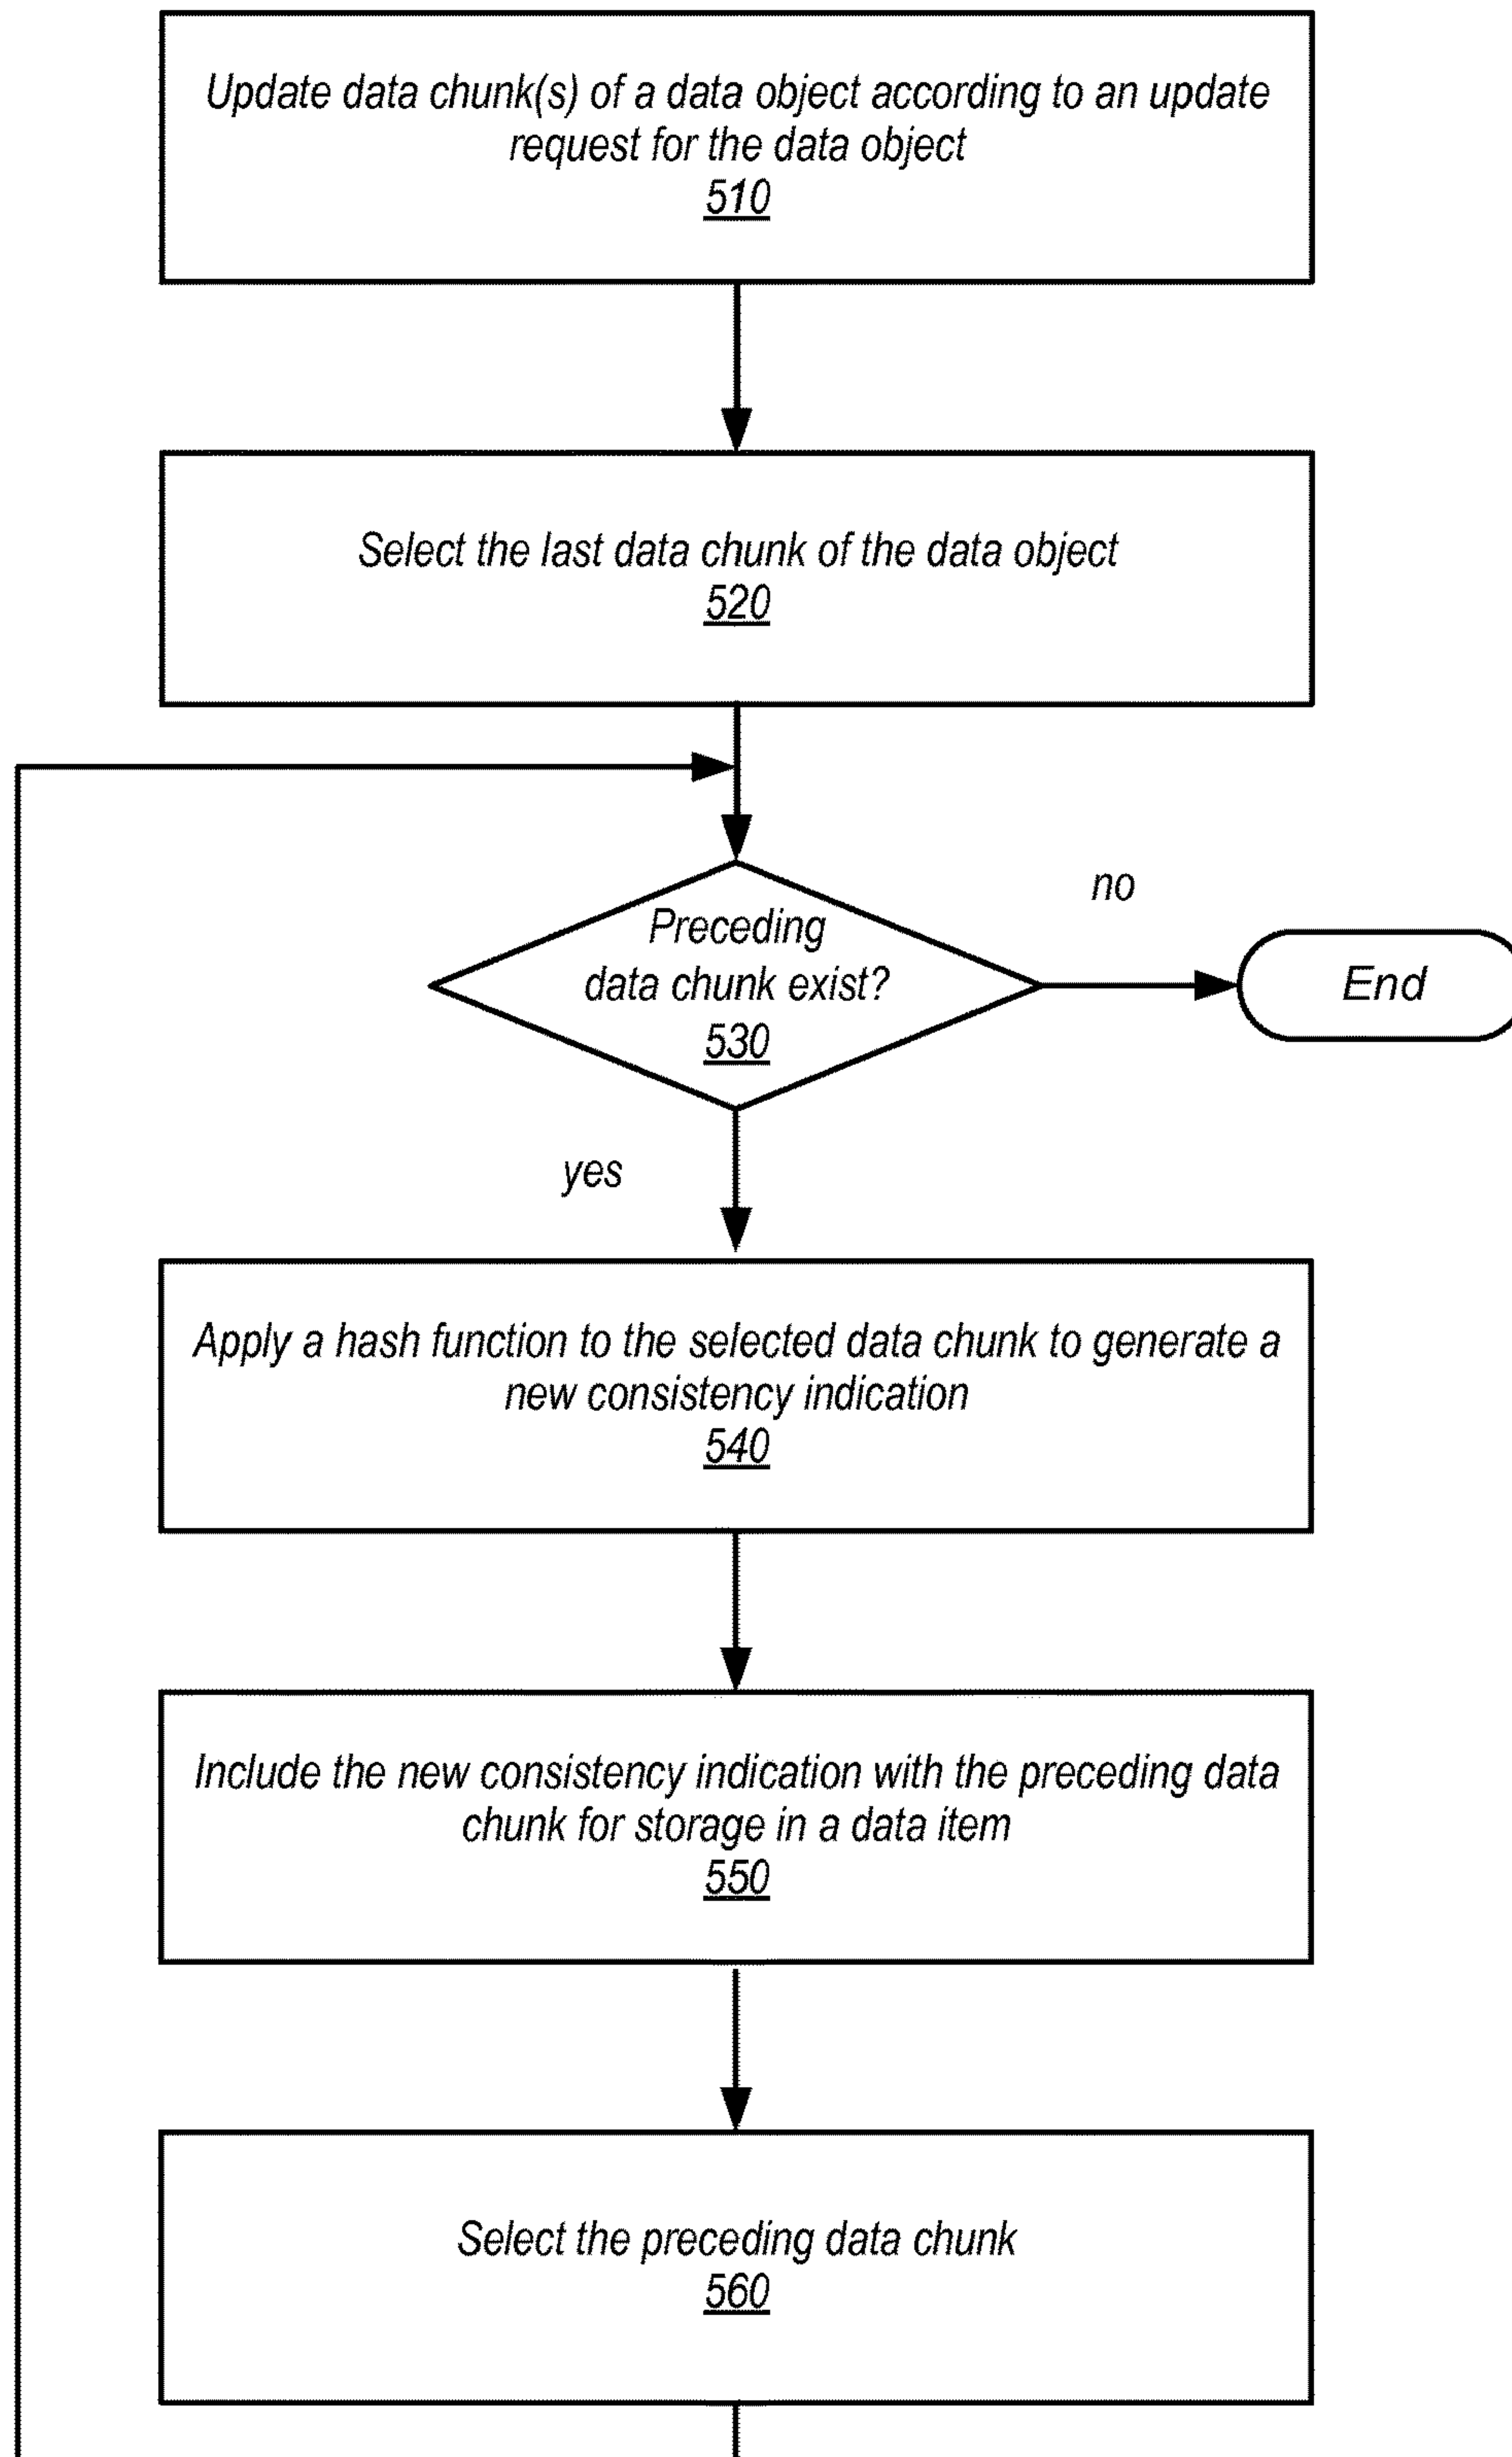 Update data chunk(s) of a data object according to an update
request for the data object
510
Select the last data chunk of the data object
520
Preceding
data chunk exist?
530
no
End
yes
Apply a hash function to the selected data chunk to generate a
new consistency indication
540
Include the new consistency indication with the preceding data
chunk for storage in a data item
550
Select the preceding data chunk
560